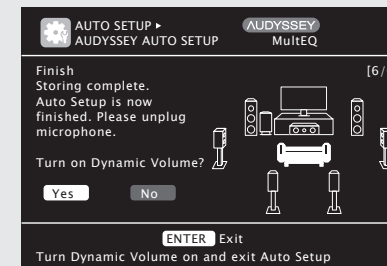 AUTO SETUP ▸
AUDYSSEY AUTO SETUP
AUDYSSEY
MultEQ
Finish
[6/
Storing complete.
Auto Setup is now
finished. Please unplug
microphone.
Turn on Dynamic Volume?
Yes
No
ENTER Exit
Turn Dynamic Volume on and exit Auto Setup